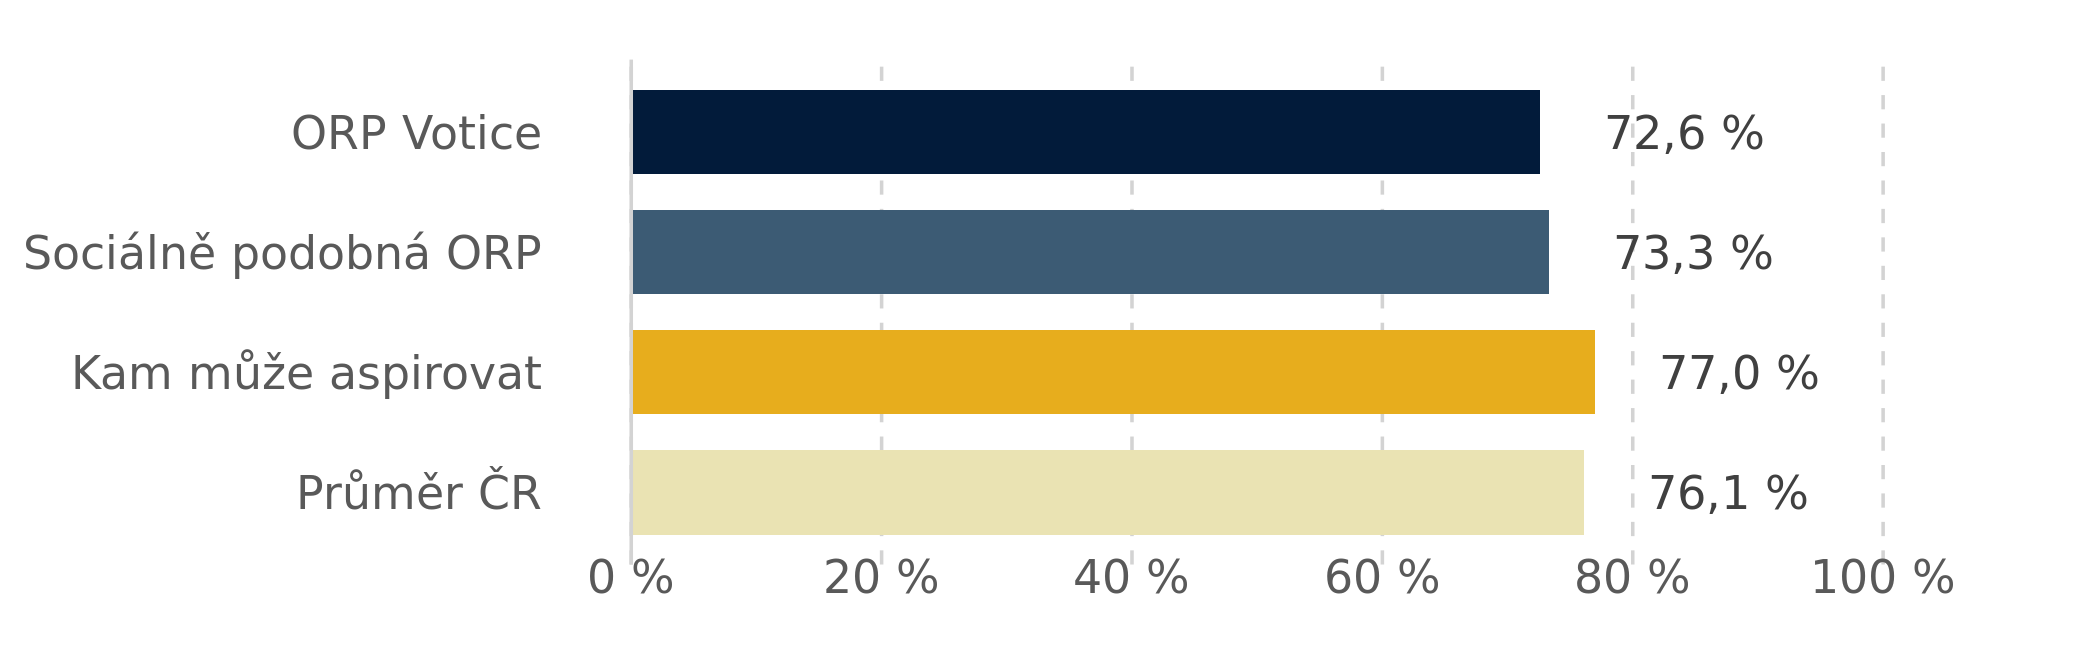 ORP Votice 72,6 %
Sociálně podobná ORP 73,3 %
Kam může aspirovat 77,0 %
Průměr ČR 76,1 %
0 % 20 % 40 % 60 % 80 % 100 %